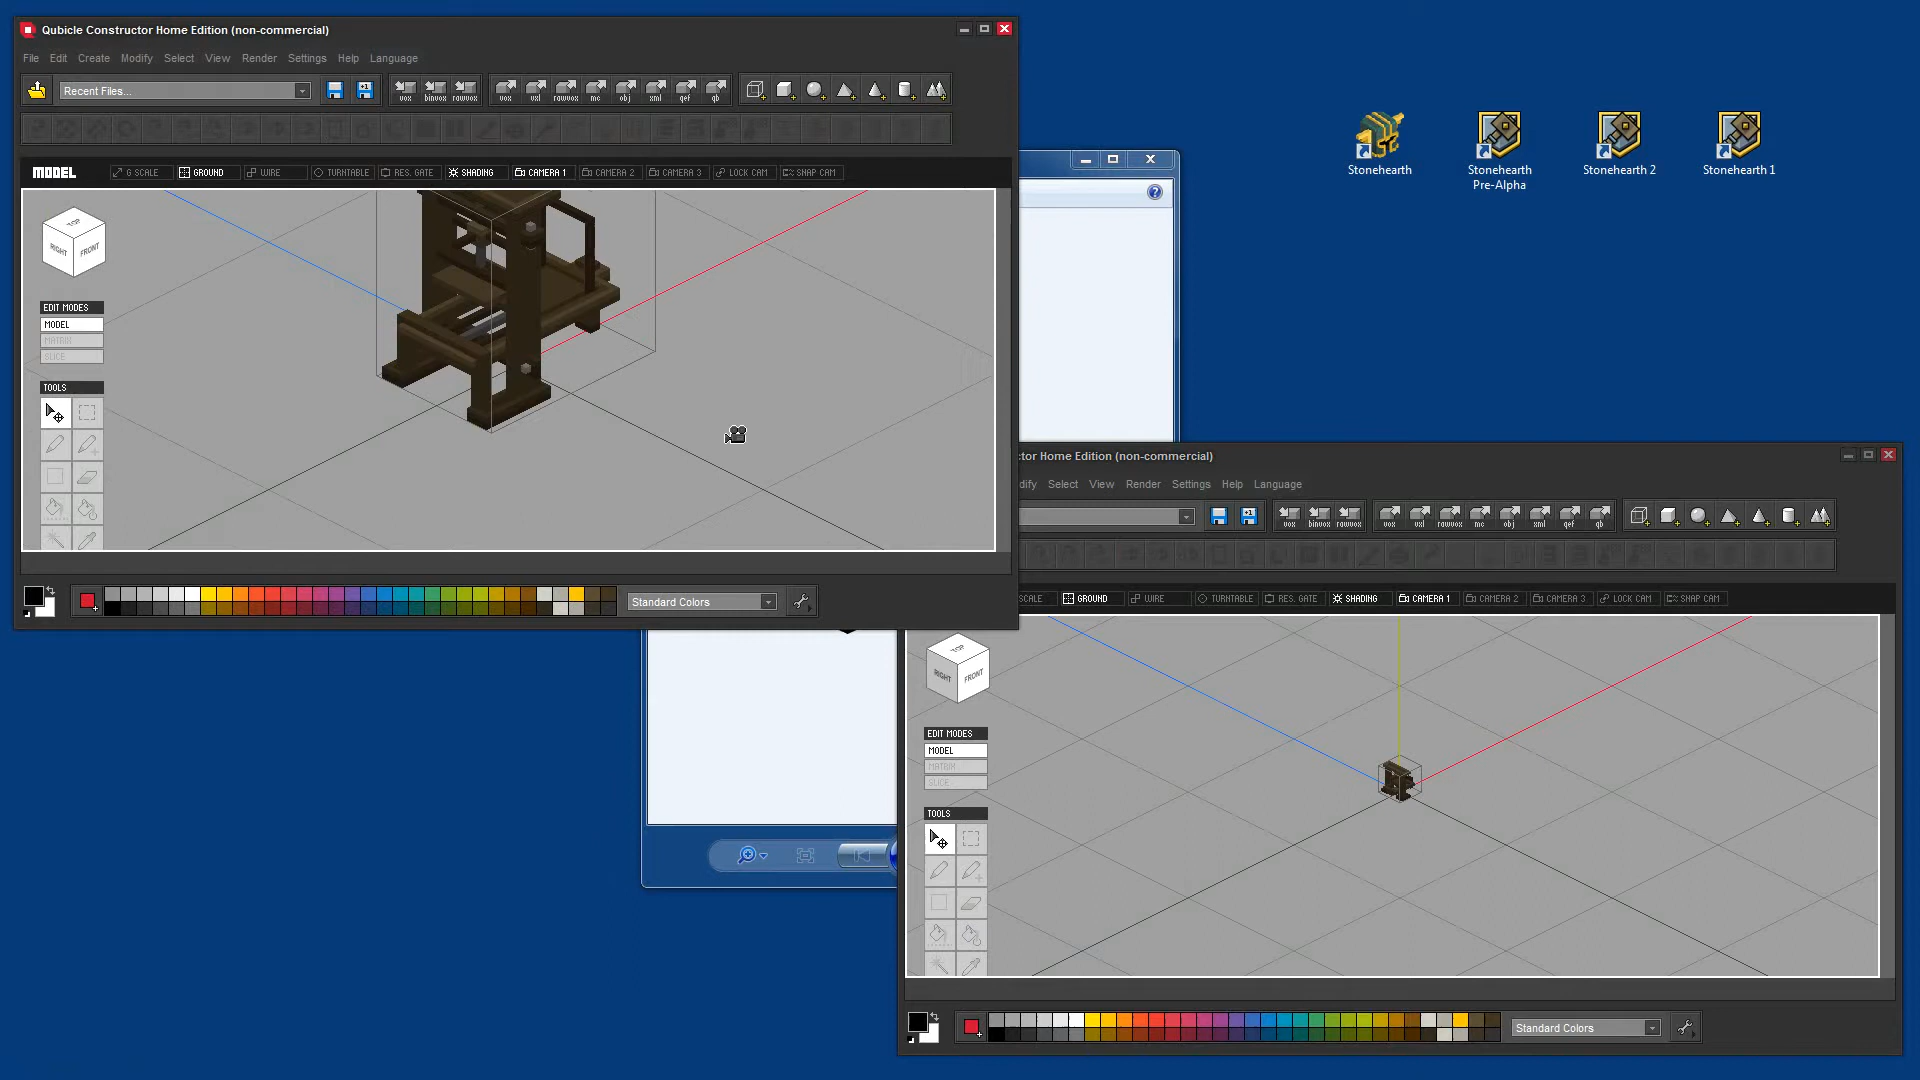 Qubicle Constructor Home Edition (non-commercial)
File Edit Create Modify Select View Render Settings Help Language
Recent Files...
vox binvox rawvox vox vxl rawvox mc obj xml qef qb
MODEL G SCALE GROUND WIRE TURNTABLE RES. GATE SHADING CAMERA 1 CAMERA 2 CAMERA 3 LOCK CAM SNAP CAM
TOP
RIGHT FRONT
EDIT MODES
MODEL
MATRIX
SLICE
TOOLS
Standard Colors
Stonehearth
Stonehearth
Pre-Alpha
Stonehearth 2
Stonehearth 1
tor Home Edition (non-commercial)
dify Select View Render Settings Help Language
vox binvox rawvox vox vxl rawvox mc obj xml qef qb
SCALE GROUND WIRE TURNTABLE RES. GATE SHADING CAMERA 1 CAMERA 2 CAMERA 3 LOCK CAM SNAP CAM
TOP
RIGHT FRONT
EDIT MODES
MODEL
MATRIX
SLICE
TOOLS
Standard Colors